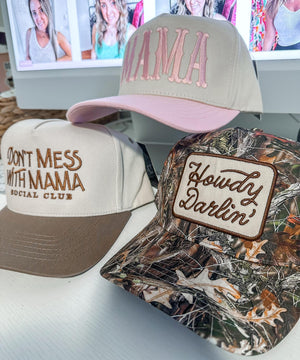 MAMA
DON'T MESS
WITH MAMA
SOCIAL CLUB
Howdy
Darlin'